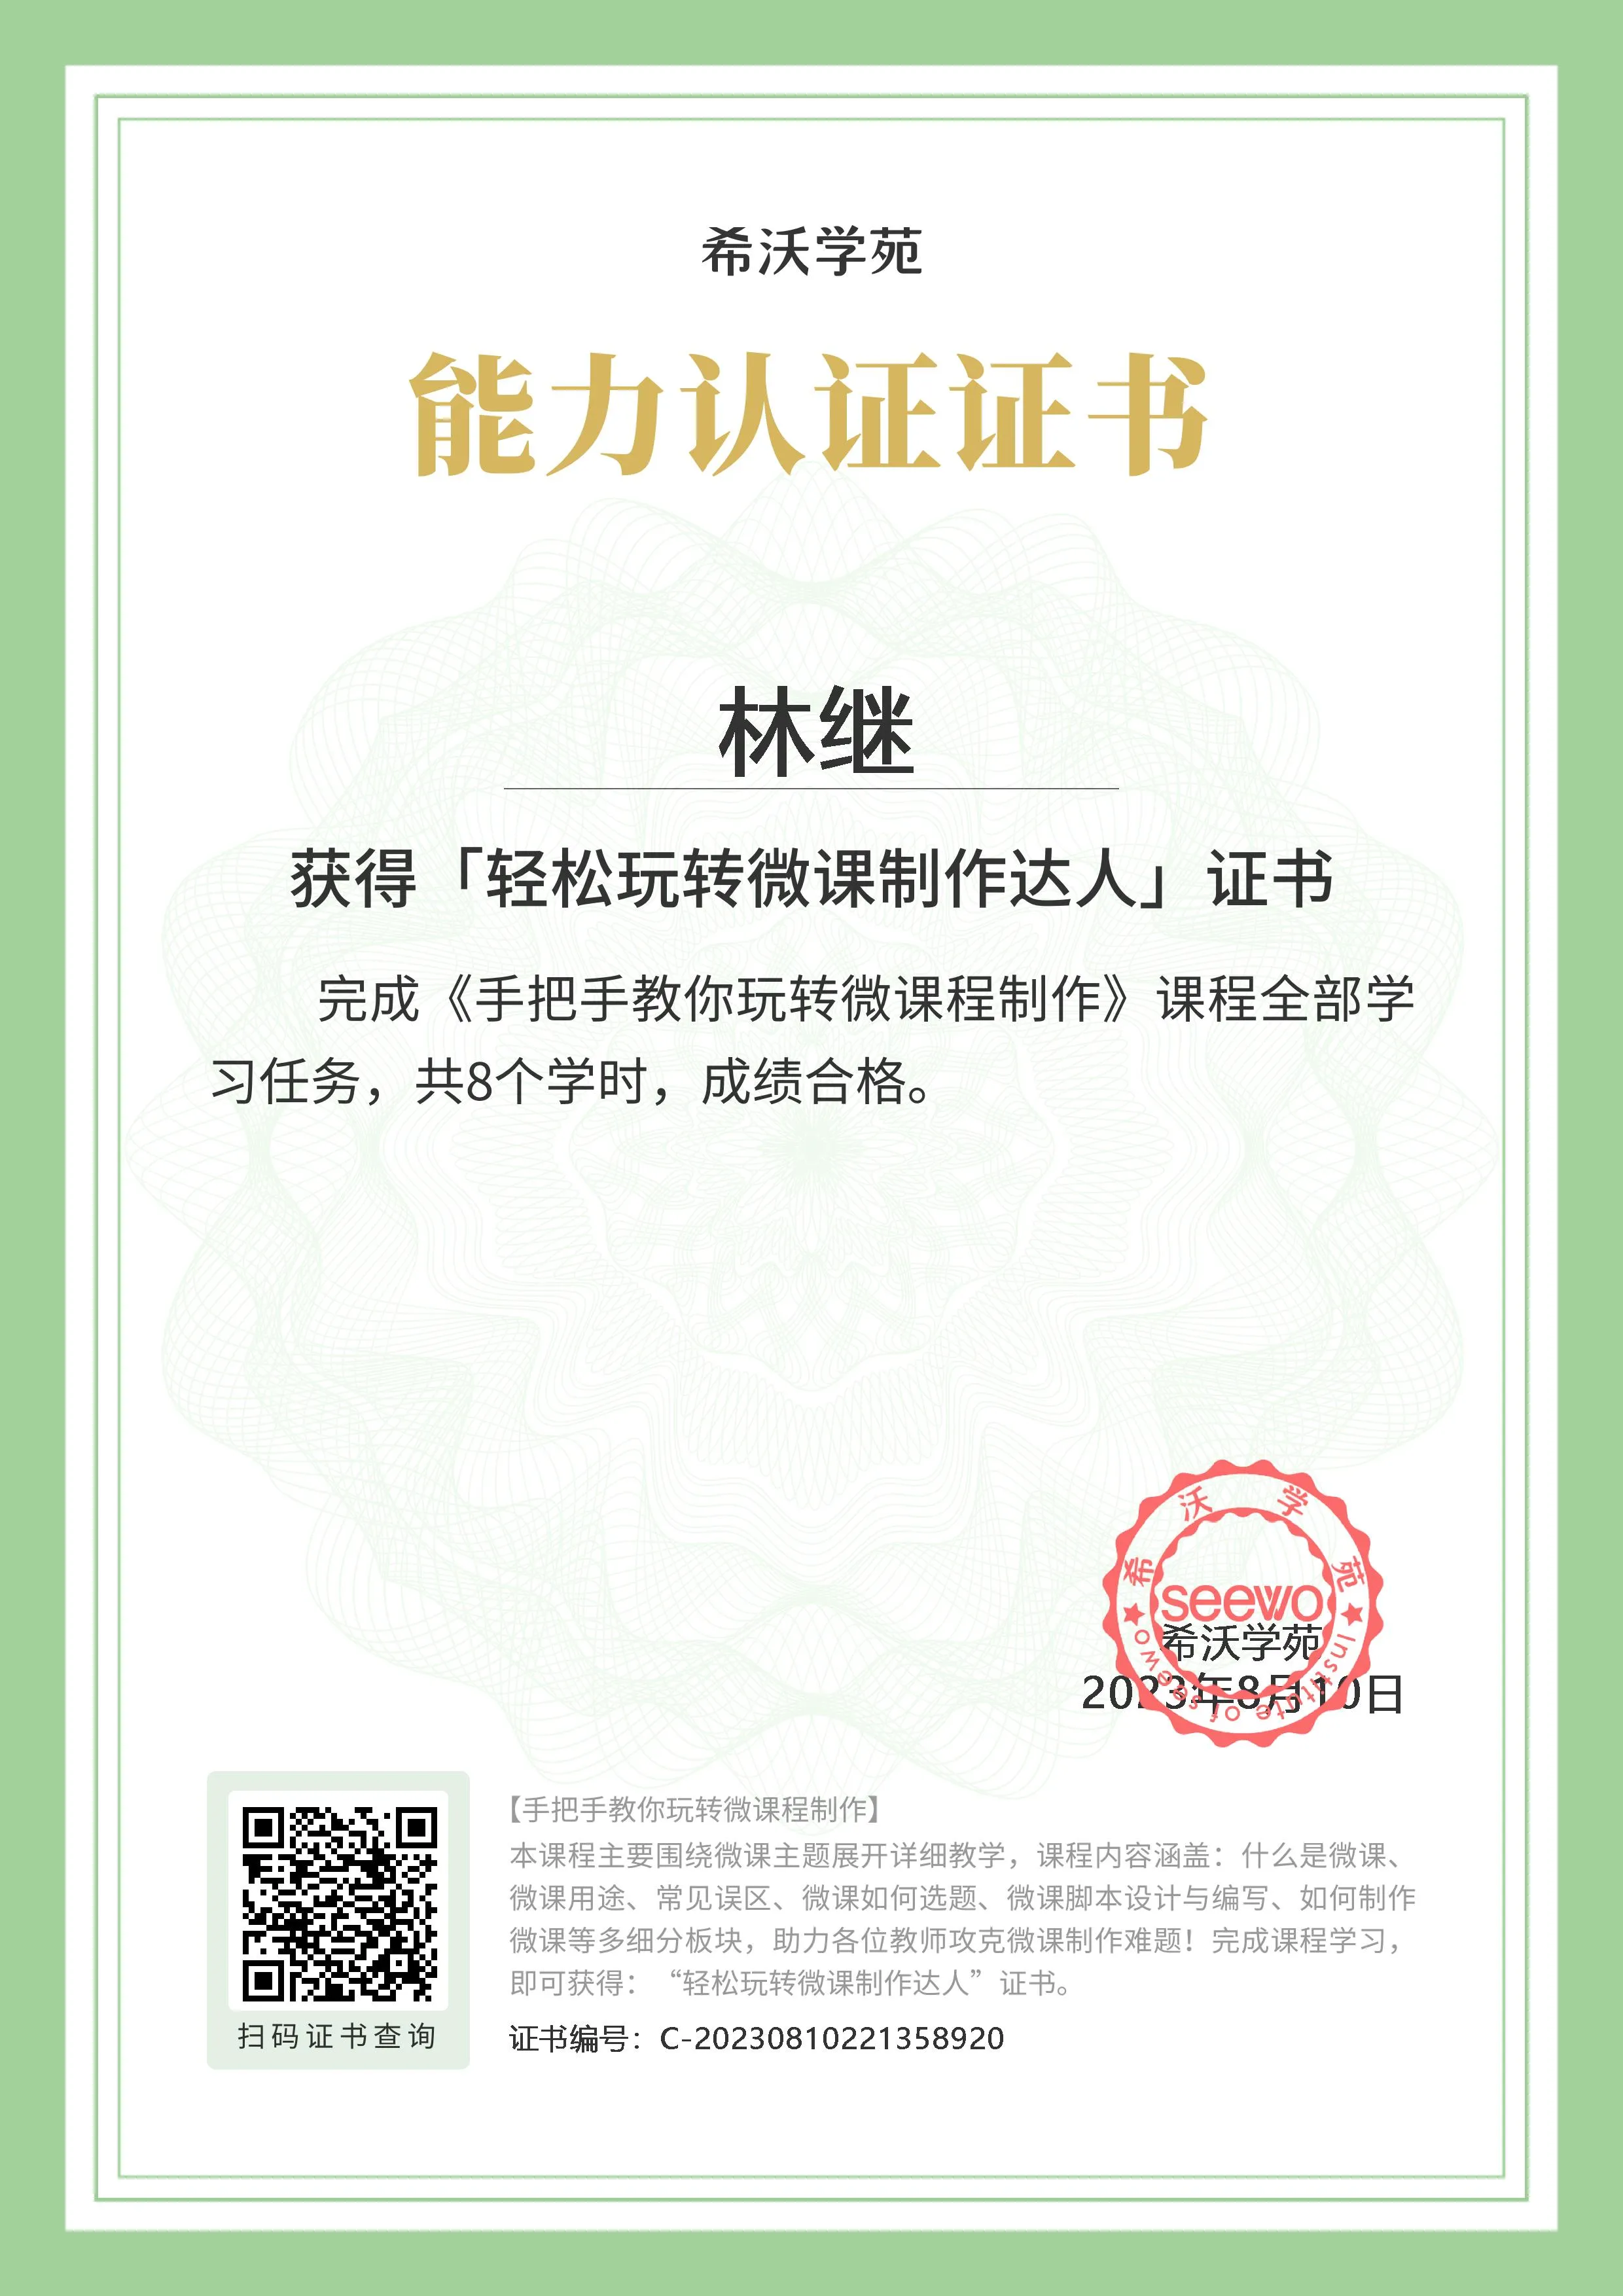 希沃学苑
能力认证证书
林继
获得「轻松玩转微课制作达人」证书
完成《手把手教你玩转微课程制作》课程全部学
习任务，共8个学时，成绩合格。
希沃学苑
seewo
Institute of seewo
希沃学苑
2023年8月10日
【手把手教你玩转微课程制作】
本课程主要围绕微课主题展开详细教学，课程内容涵盖：什么是微课、
微课用途、常见误区、微课如何选题、微课脚本设计与编写、如何制作
微课等多细分板块，助力各位教师攻克微课制作难题！完成课程学习，
即可获得：“轻松玩转微课制作达人”证书。
扫码证书查询
证书编号：C-20230810221358920